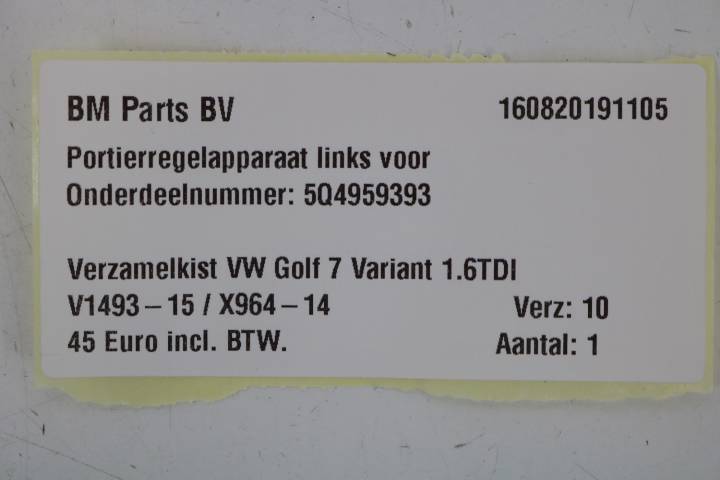 BM Parts BV 160820191105
Portierregelapparaat links voor
Onderdeelnummer: 5Q4959393
Verzamelkist VW Golf 7 Variant 1.6TDI
V1493-15 / X964-14 Verz: 10
45 Euro incl. BTW. Aantal: 1